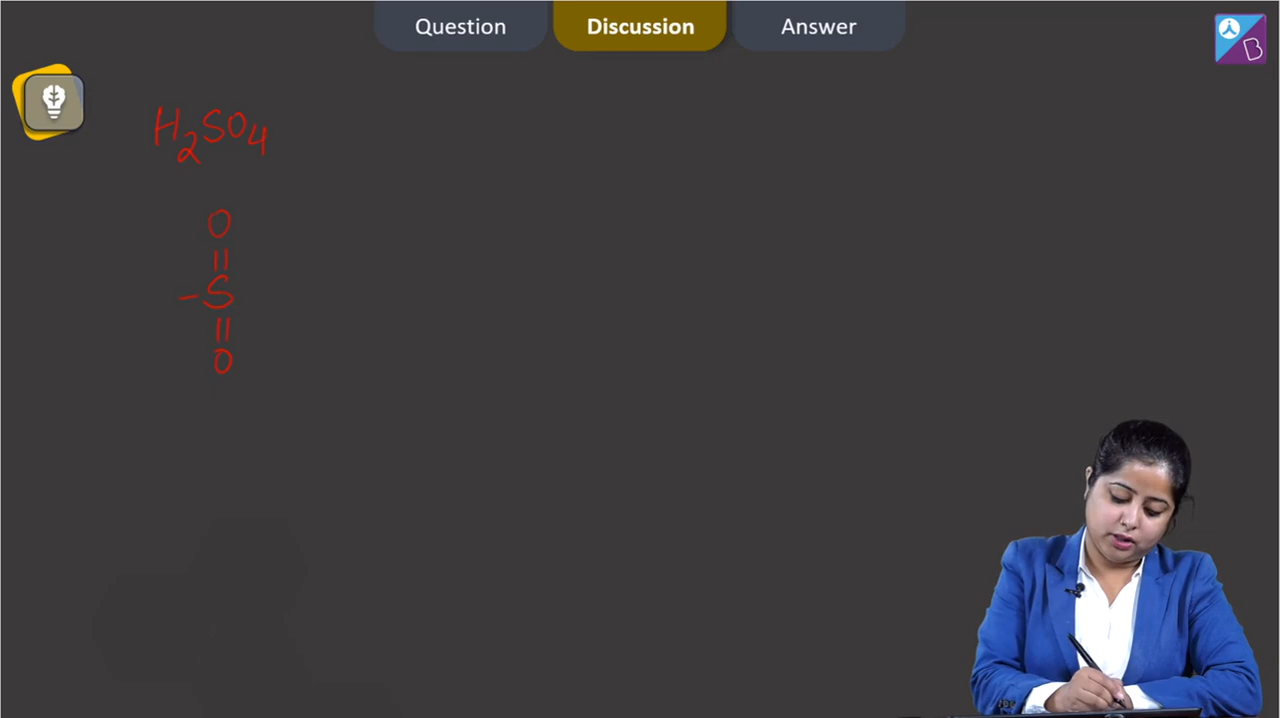 Question Discussion Answer
B
H₂SO₄
O
||
-S
||
O